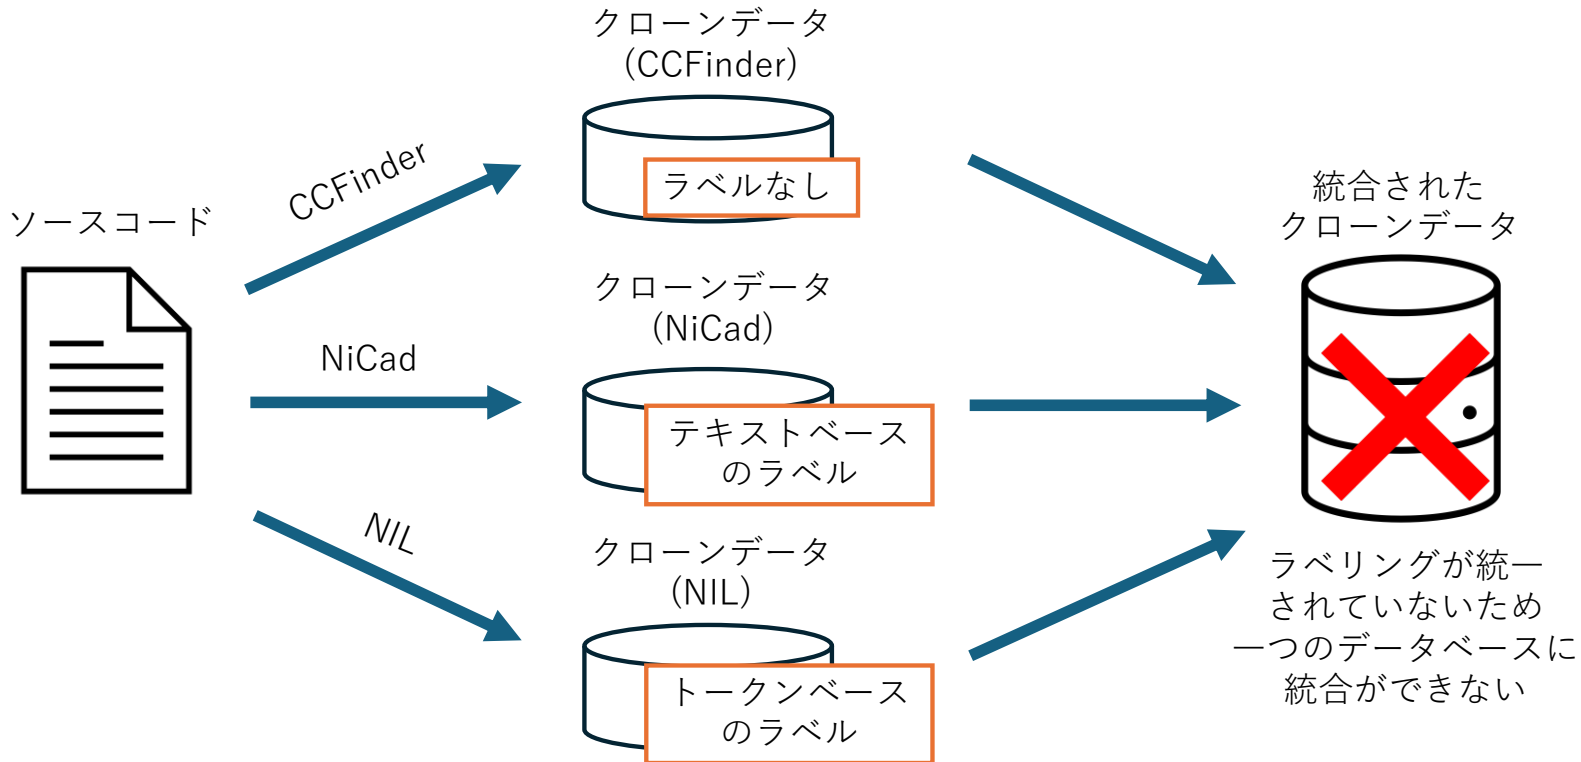 ソースコード
CCFinder
NiCad
NIL
クローンデータ
(CCFinder)
ラベルなし
クローンデータ
(NiCad)
テキストベース
のラベル
クローンデータ
(NIL)
トークンベース
のラベル
統合された
クローンデータ
ラベリングが統一
されていないため
一つのデータベースに
統合ができない